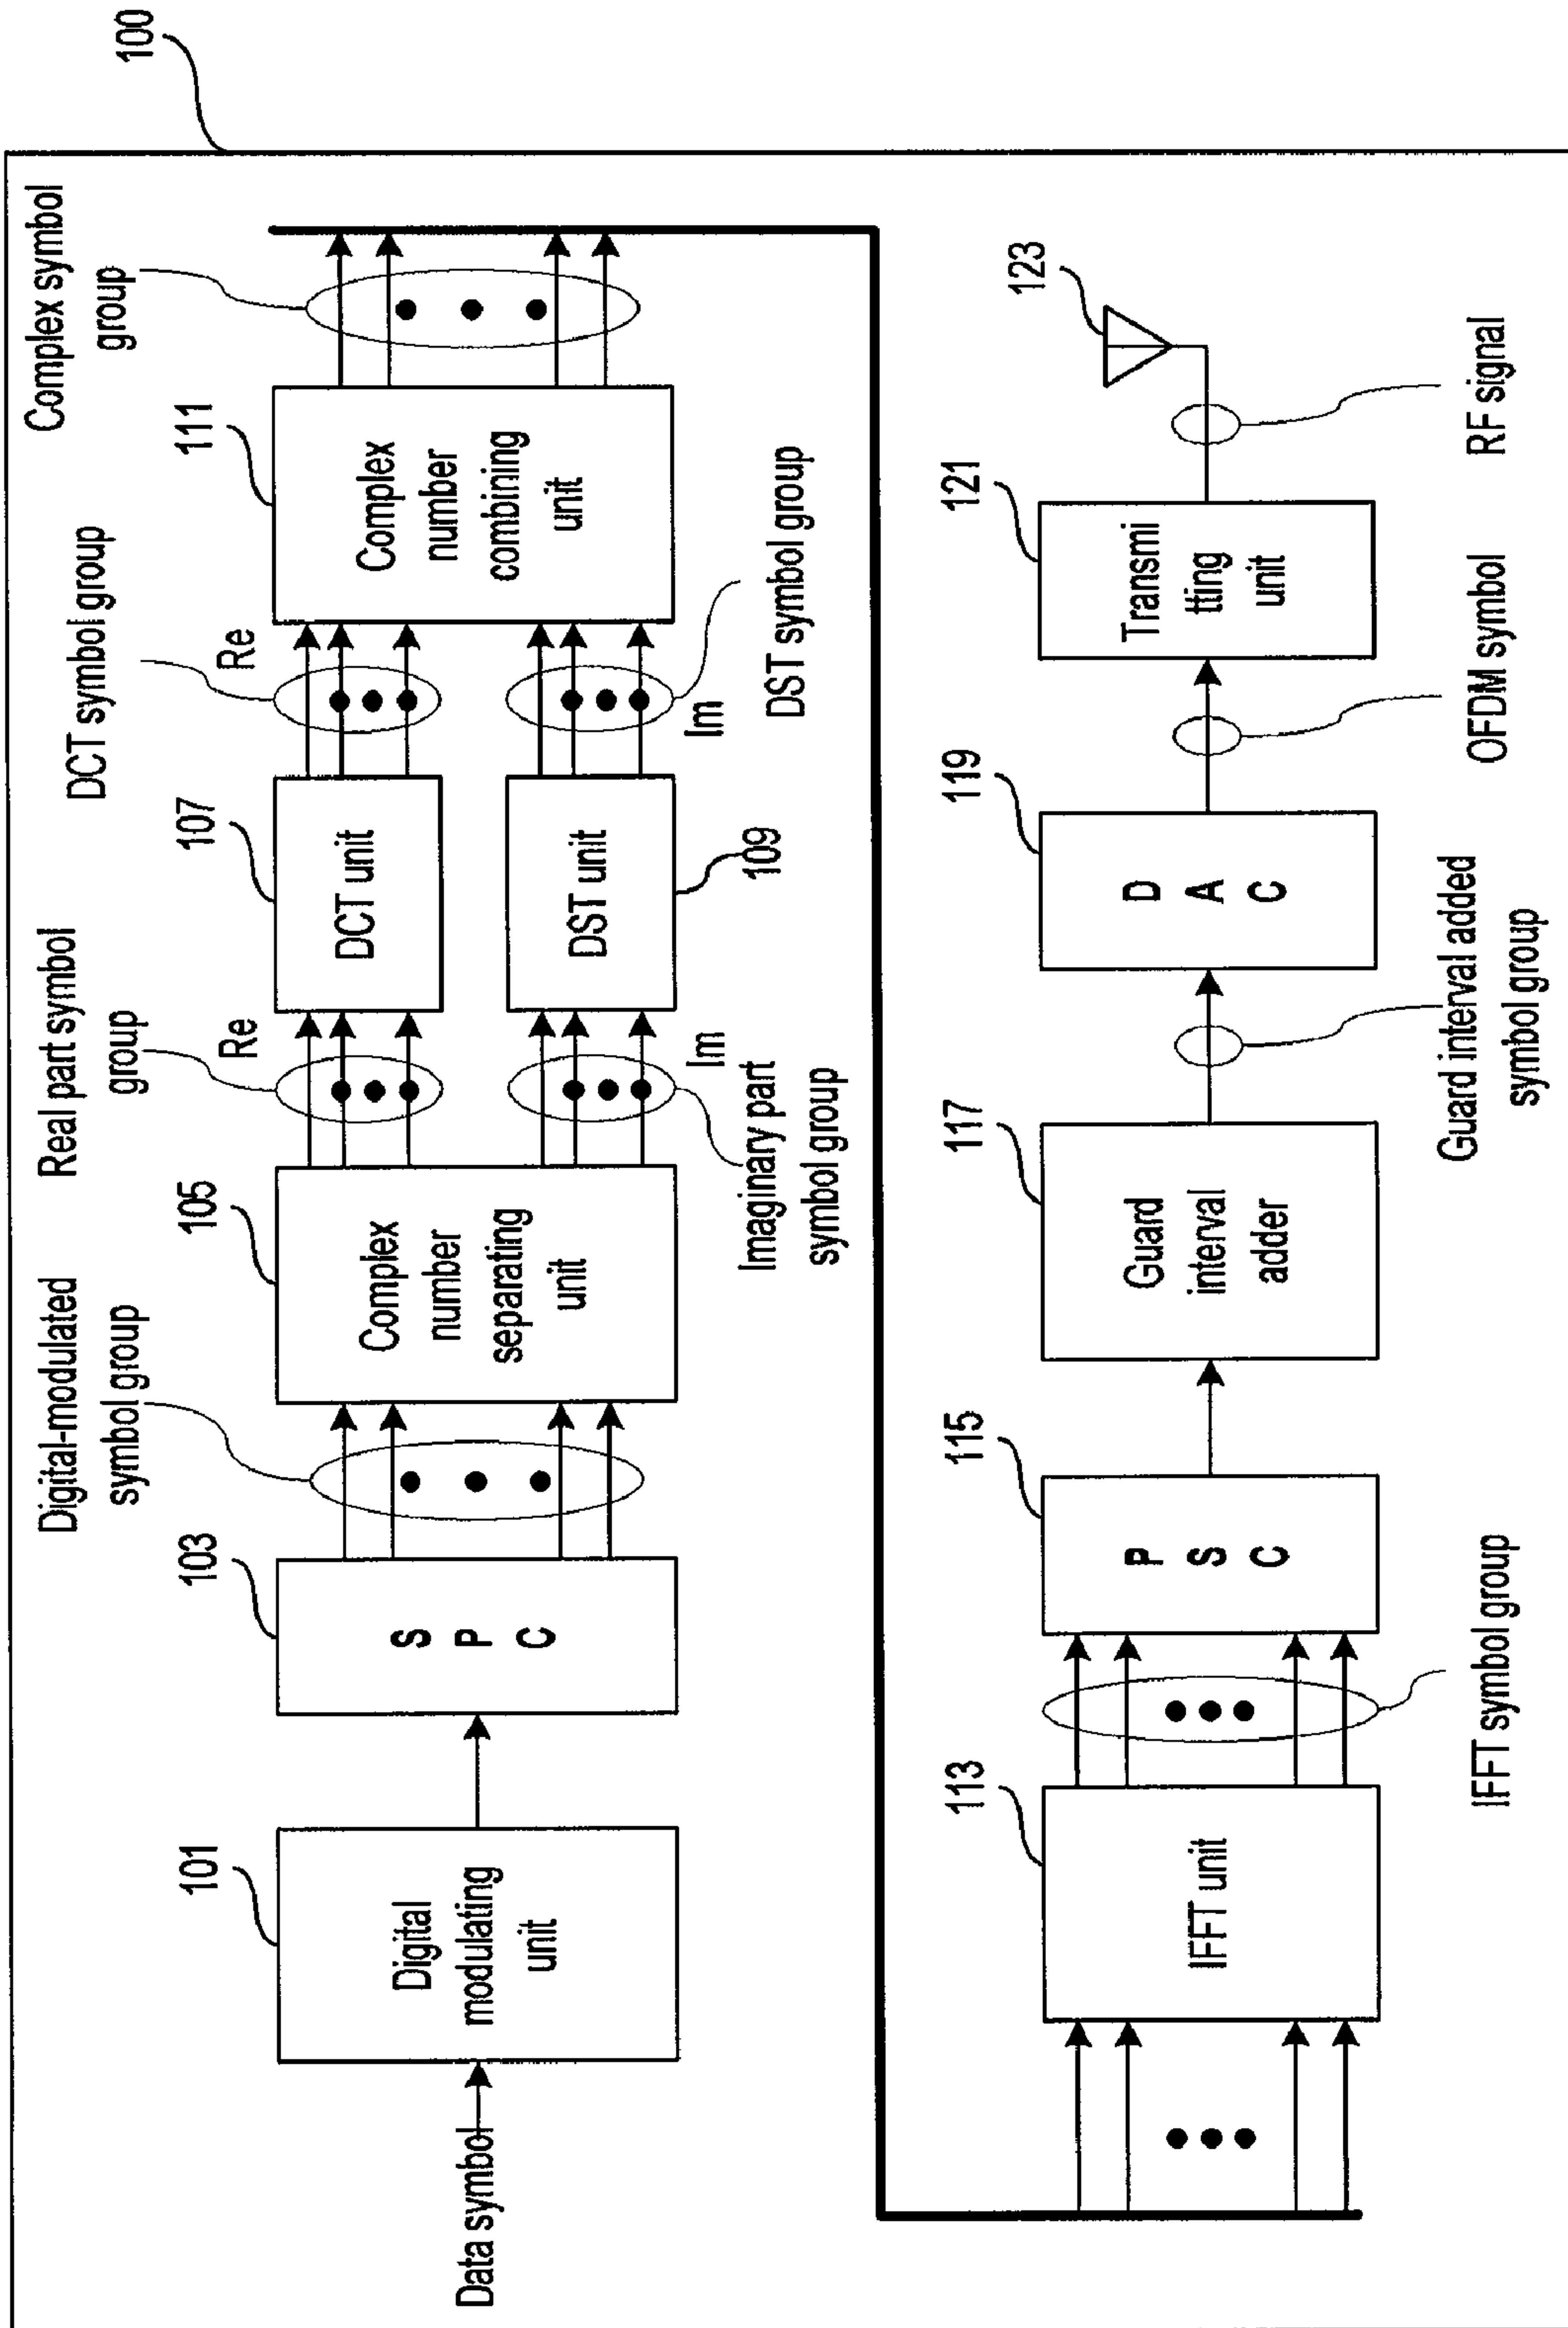 100
Digital-modulated
symbol group
Real part symbol
group
DCT symbol group
Complex symbol
group
101
103
105
107
111
Re
Re
Data symbol
Digital
modulating
unit
S
P
C
Complex
number
separating
unit
DCT unit
DST unit
Complex
number
combining
unit
Im
Im
109
Imaginary part
symbol group
DST symbol group
113
115
117
119
121
123
IFFT unit
P
S
C
Guard
interval
adder
D
A
C
Transmi
tting
unit
IFFT symbol group
Guard interval added
symbol group
OFDM symbol
RF signal